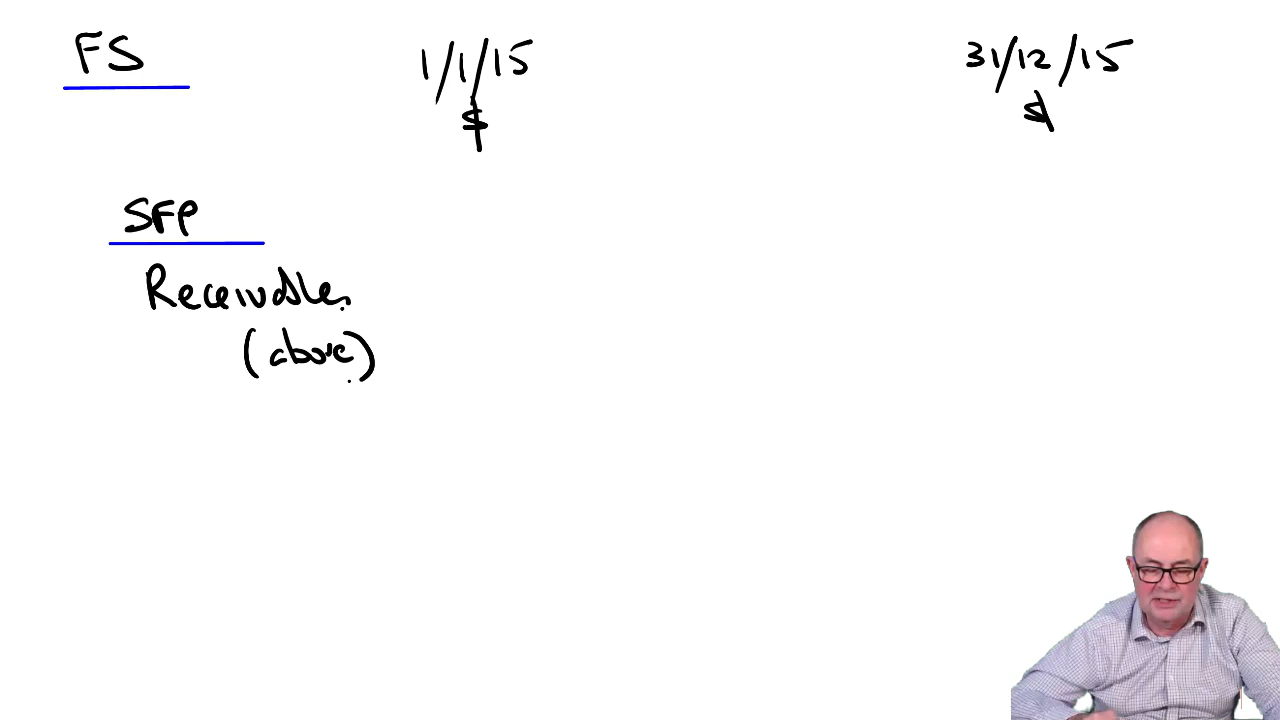 FS 1/1/15 31/12/15
$ $
SFP
Receivables
(above)